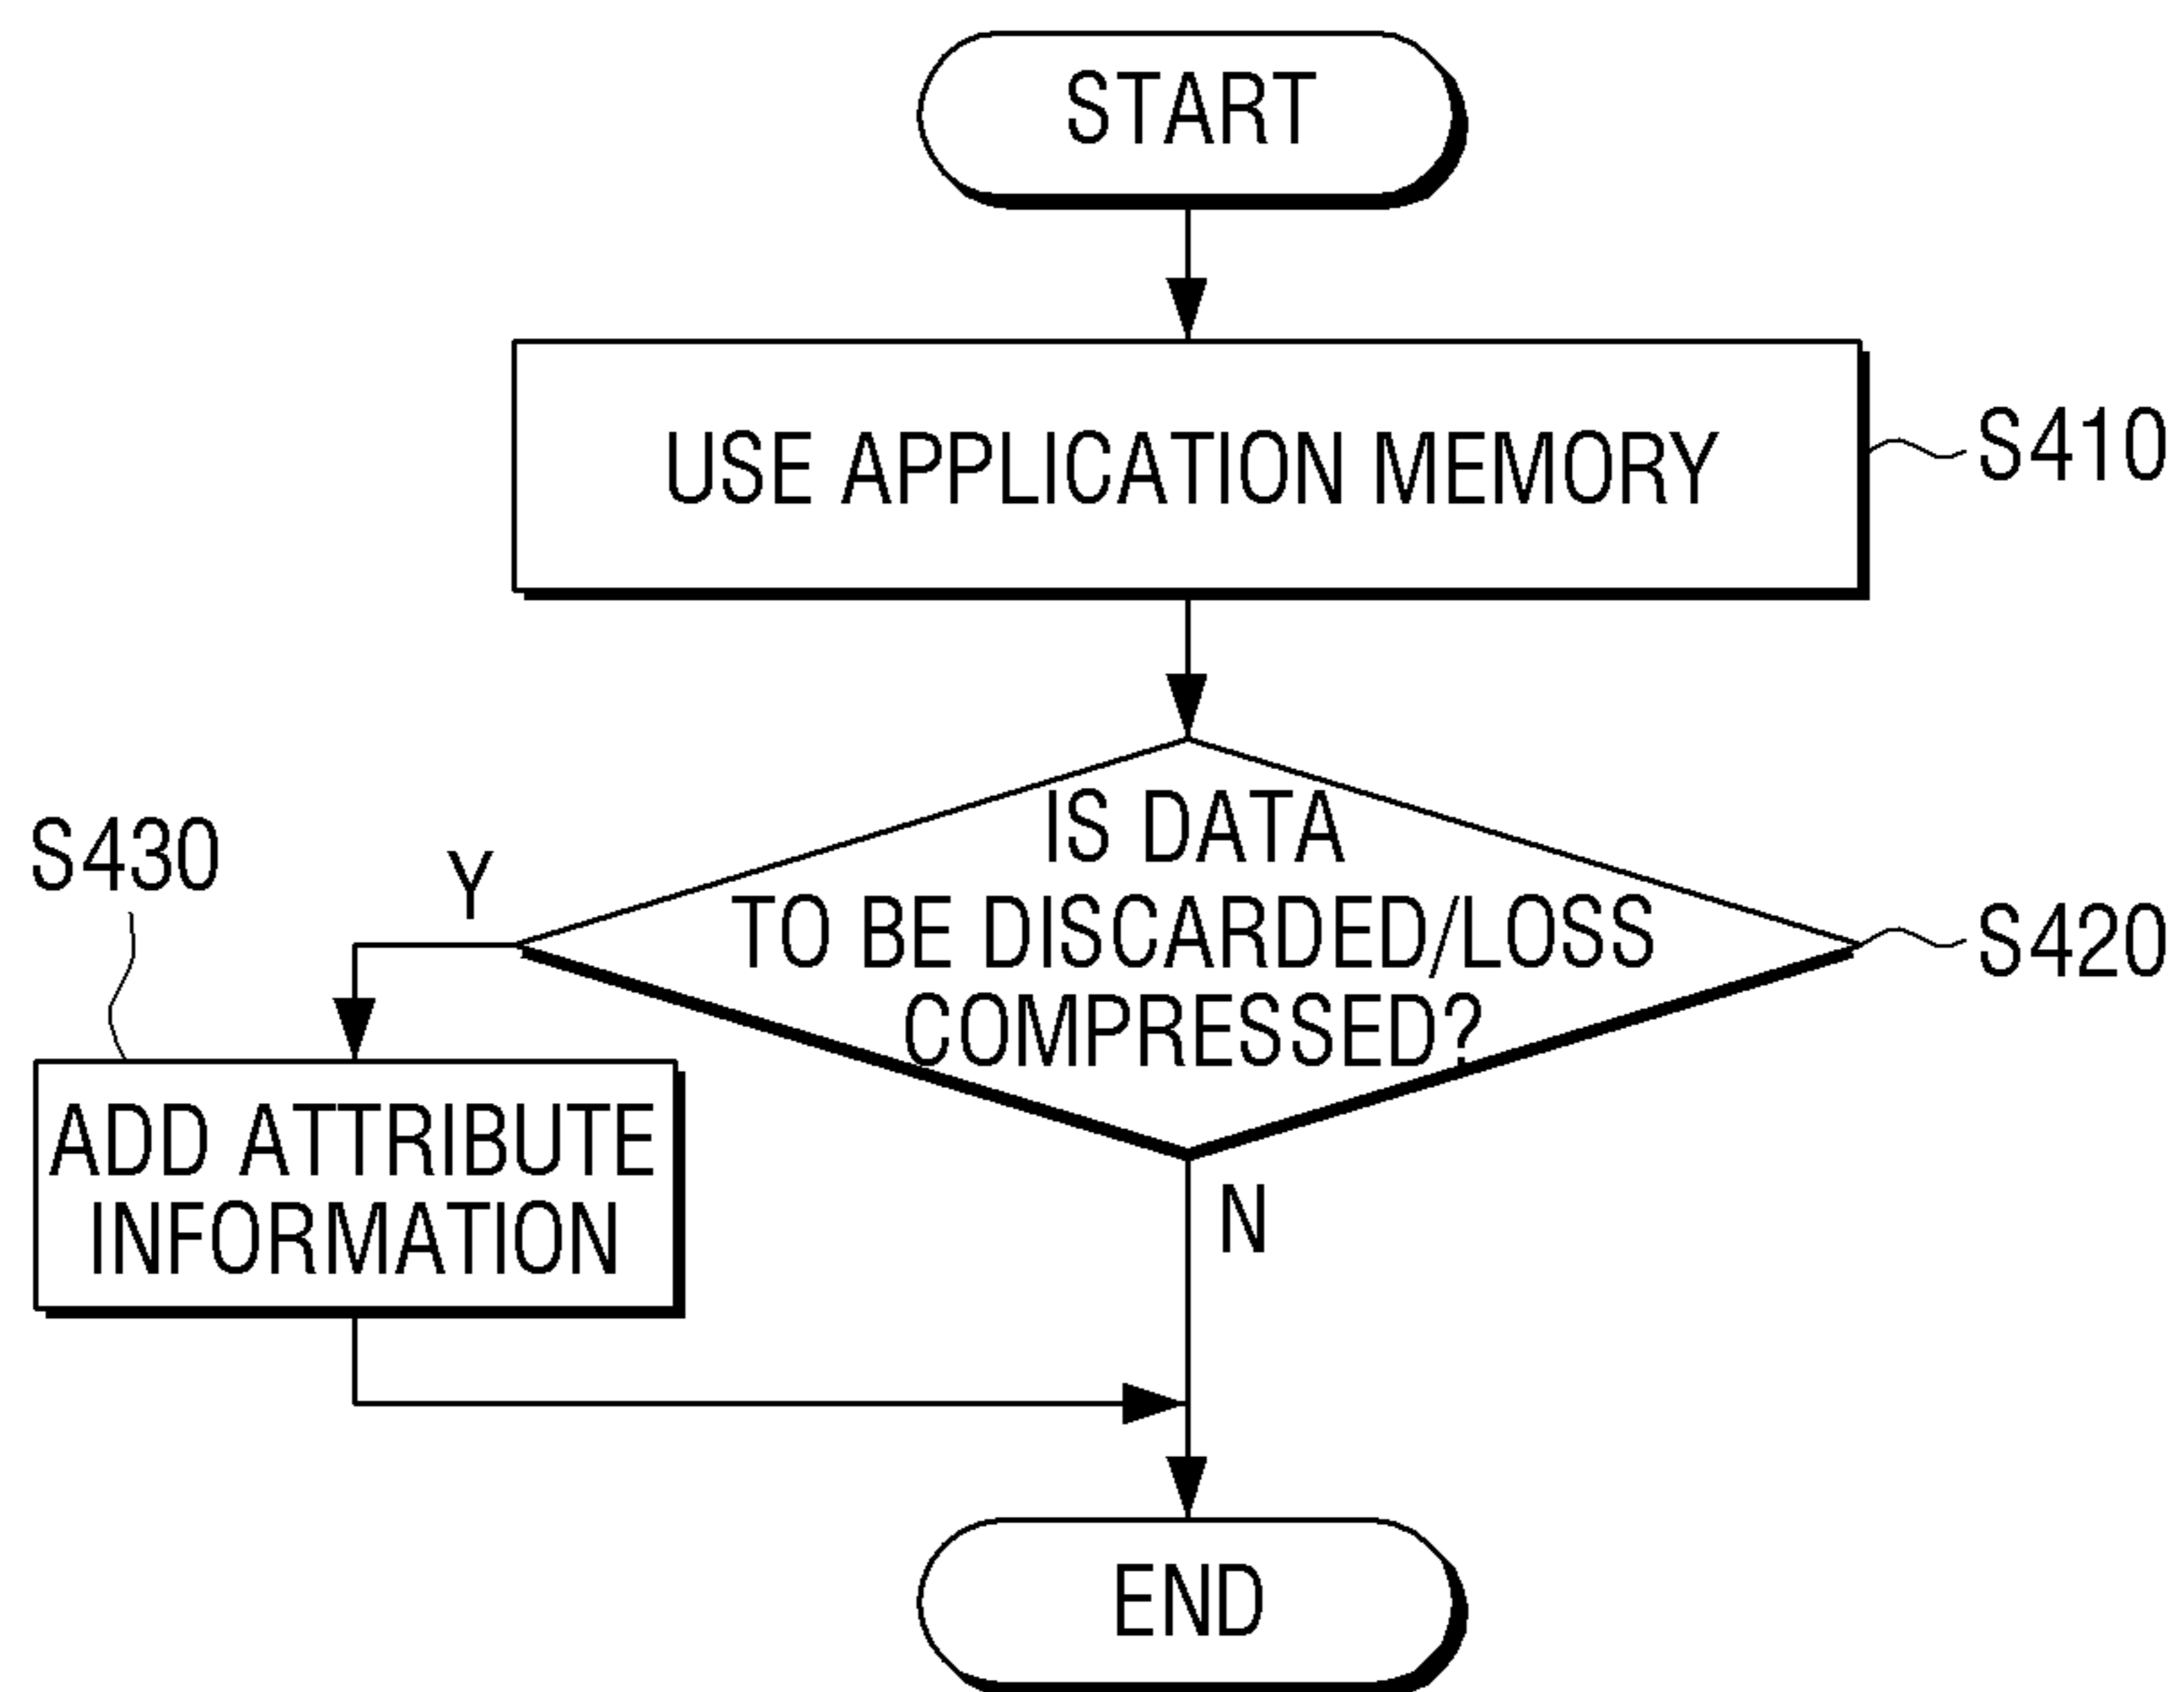 START
USE APPLICATION MEMORY
S410
IS DATA
TO BE DISCARDED/LOSS
COMPRESSED?
S420
Y
S430
ADD ATTRIBUTE
INFORMATION
N
END